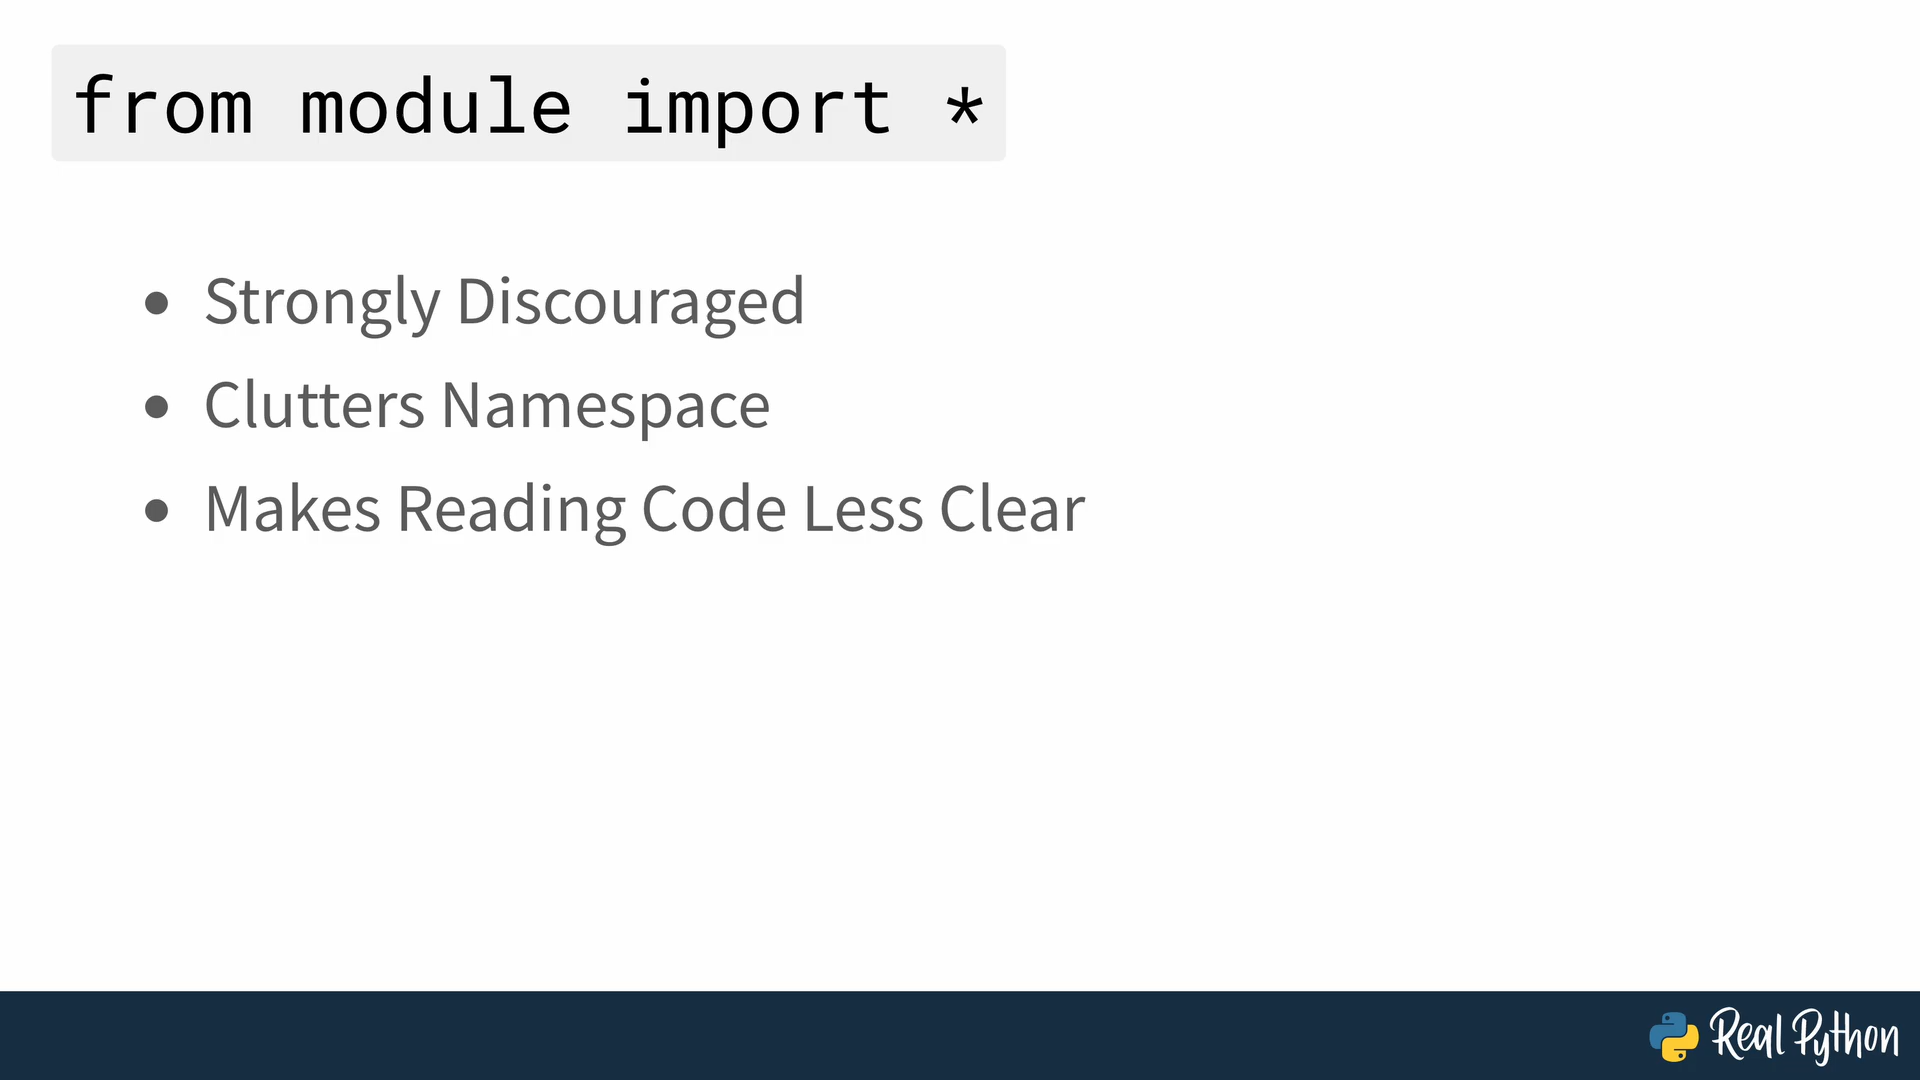 from module import *
• Strongly Discouraged
• Clutters Namespace
• Makes Reading Code Less Clear
Real Python